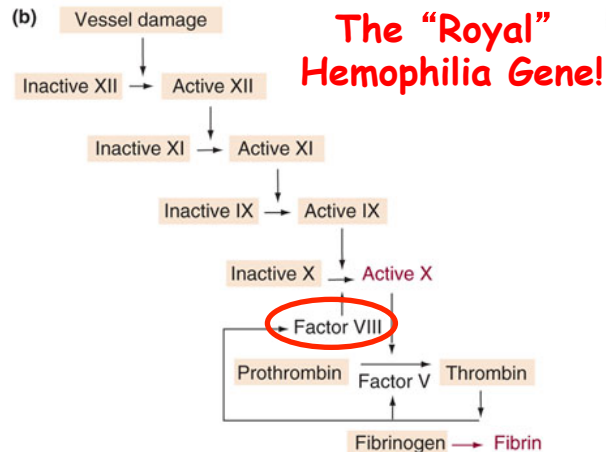 (b)
Vessel damage
The “Royal”
Hemophilia Gene!
Inactive XII → Active XII
Inactive XI → Active XI
Inactive IX → Active IX
Inactive X → Active X
Factor VIII
Prothrombin → Thrombin
Factor V
Fibrinogen → Fibrin